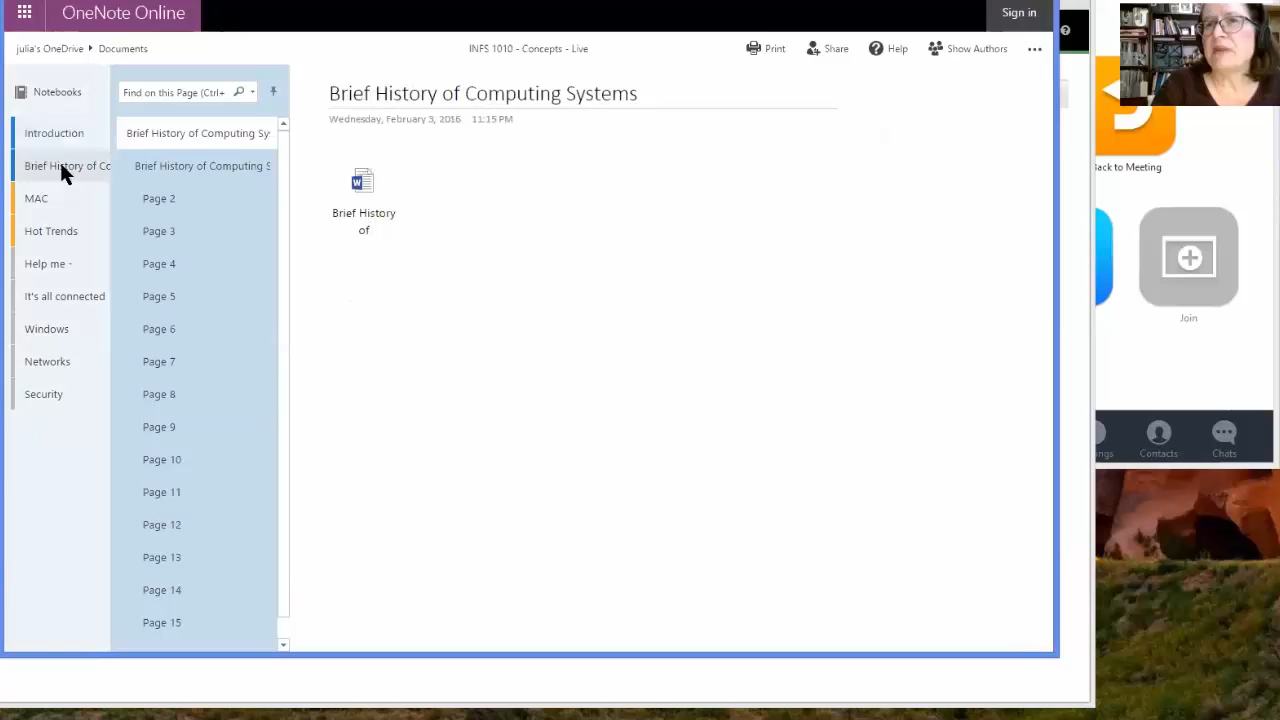 OneNote Online
Sign in
julia's OneDrive
Documents
INFS 1010 - Concepts - Live
Print
Share
Help
Show Authors
Notebooks
Find on this Page (Ctrl+
Introduction
Brief History of Co
MAC
Hot Trends
Help me -
It's all connected
Windows
Networks
Security
Brief History of Computing Sy
Brief History of Computing S
Page 2
Page 3
Page 4
Page 5
Page 6
Page 7
Page 8
Page 9
Page 10
Page 11
Page 12
Page 13
Page 14
Page 15
Brief History of Computing Systems
Wednesday, February 3, 2016 11:15 PM
W
Brief History
of
Back to Meeting
Join
ngs
Contacts
Chats